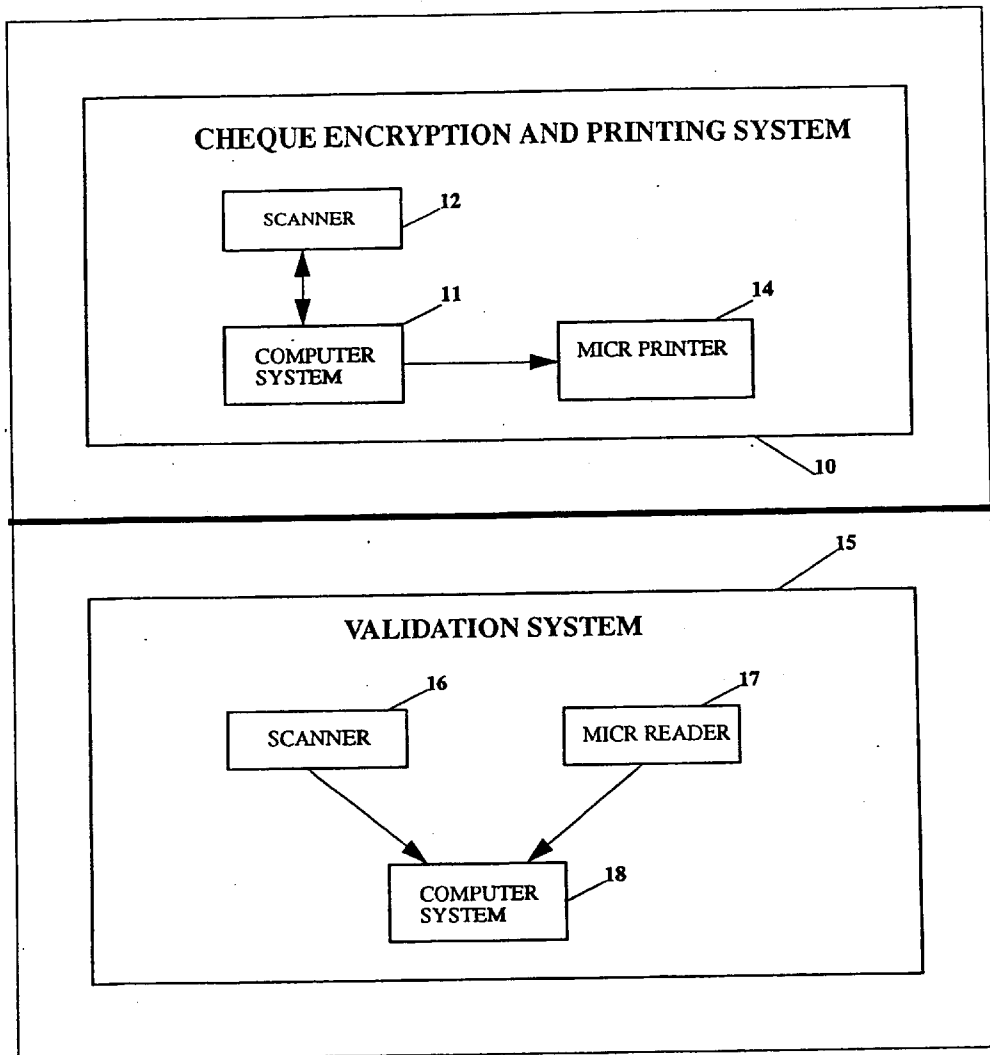 CHEQUE ENCRYPTION AND PRINTING SYSTEM
12
SCANNER
11
14
COMPUTER
SYSTEM
MICR PRINTER
10
15
VALIDATION SYSTEM
16
17
SCANNER
MICR READER
18
COMPUTER
SYSTEM